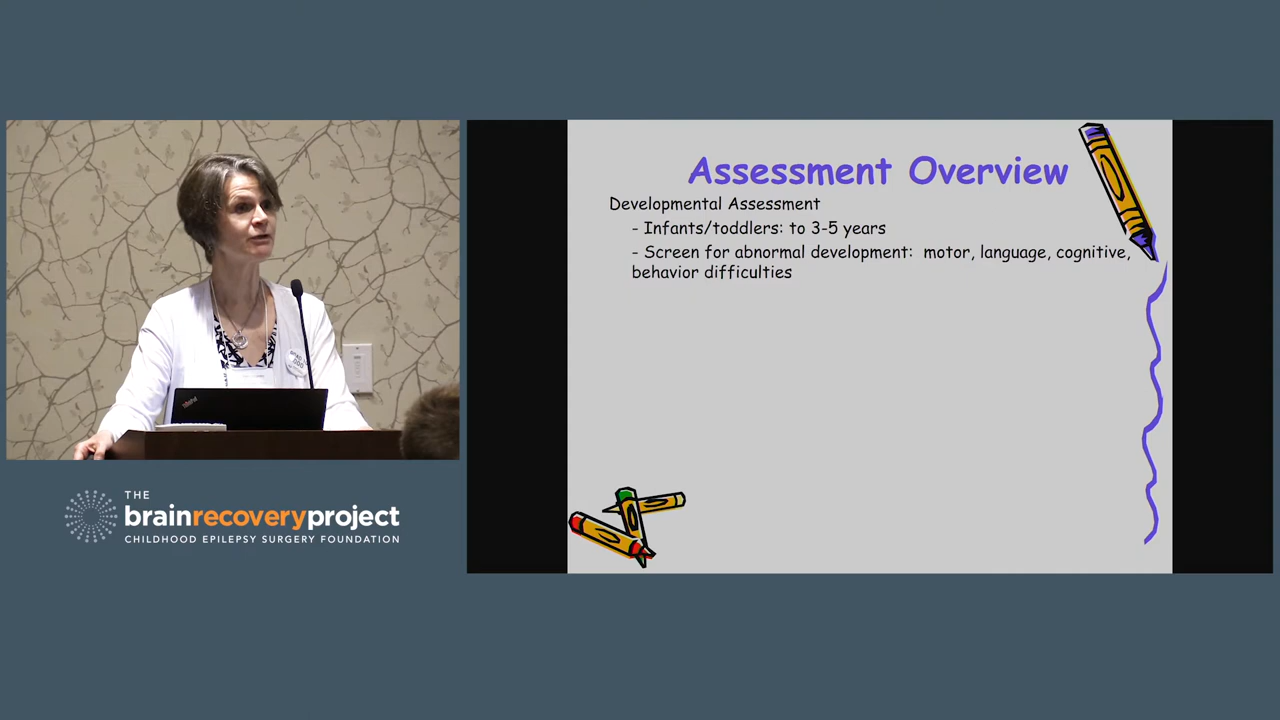 Assessment Overview
Developmental Assessment
- Infants/toddlers: to 3-5 years
- Screen for abnormal development:  motor, language, cognitive,
behavior difficulties
THE
brainrecoveryproject
CHILDHOOD EPILEPSY SURGERY FOUNDATION